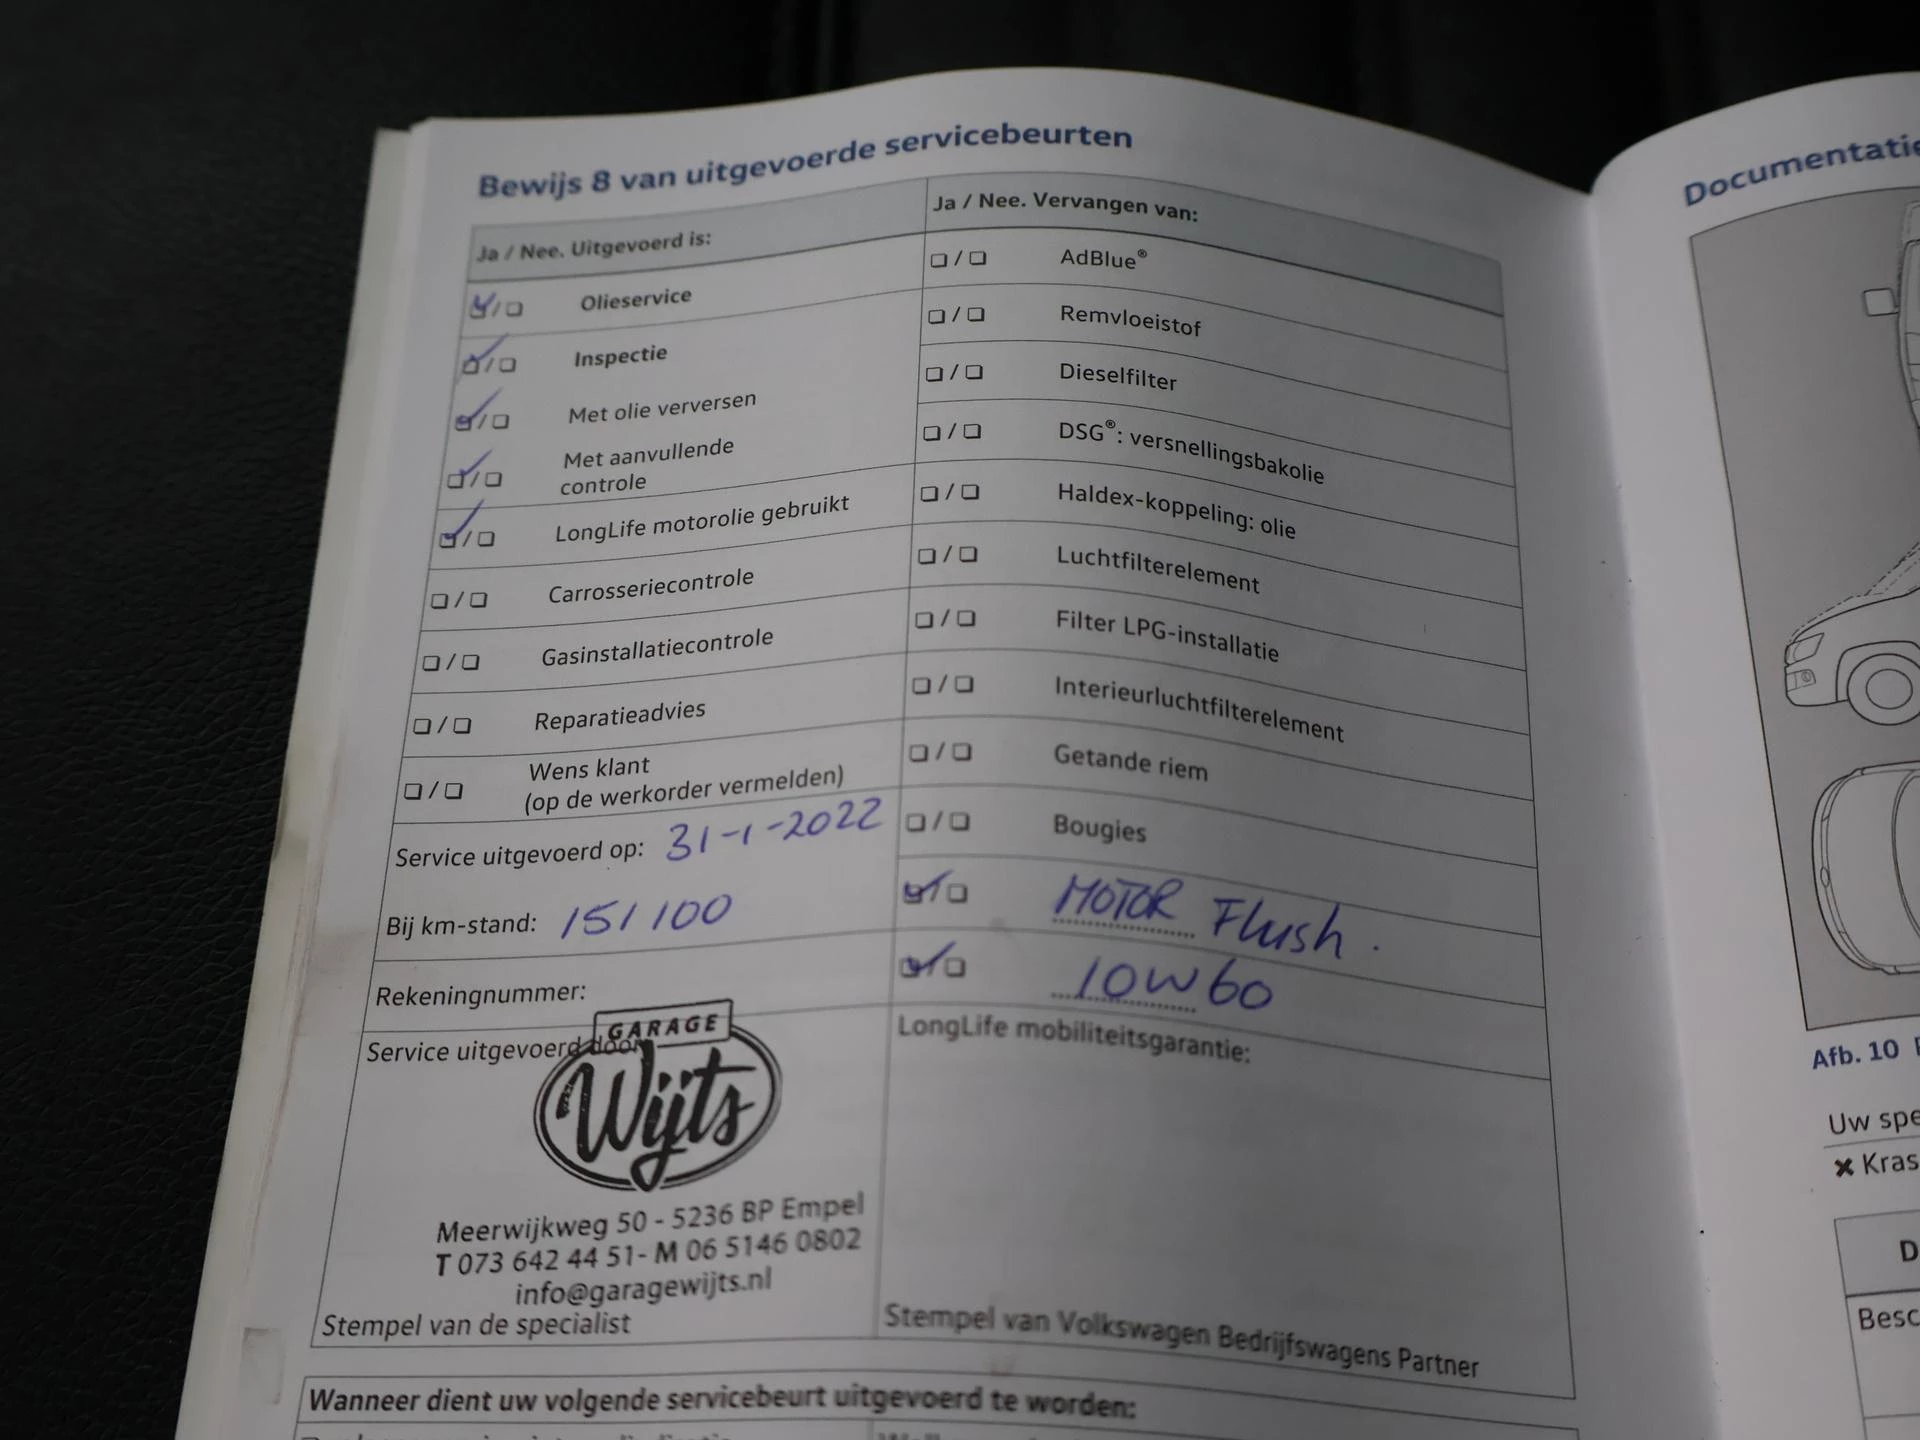 Bewijs 8 van uitgevoerde servicebeurten
Ja / Nee. Uitgevoerd is:
Olieservice
Inspectie
Met olie verversen
Met aanvullende
controle
LongLife motorolie gebruikt
Carrosseriecontrole
Gasinstallatiecontrole
Reparatieadvies
Wens klant
(op de werkorder vermelden)
Service uitgevoerd op: 31-1-2022
Bij km-stand: 151100
Rekeningnummer:
Service uitgevoerd door:
GARAGE
Wijts
Meerwijkweg 50 - 5236 BP Empel
T 073 642 44 51- M 06 5146 0802
info@garagewijts.nl
Stempel van de specialist
Ja / Nee. Vervangen van:
AdBlue®
Remvloeistof
Dieselfilter
DSG®: versnellingsbakolie
Haldex-koppeling: olie
Luchtfilterelement
Filter LPG-installatie
Interieurluchtfilterelement
Getande riem
Bougies
MOTOR Flush.
10W60
LongLife mobiliteitsgarantie:
Stempel van Volkswagen Bedrijfswagens Partner
Wanneer dient uw volgende servicebeurt uitgevoerd te worden:
Documentatie
Afb. 10
Uw spe
Kras
D
Besc